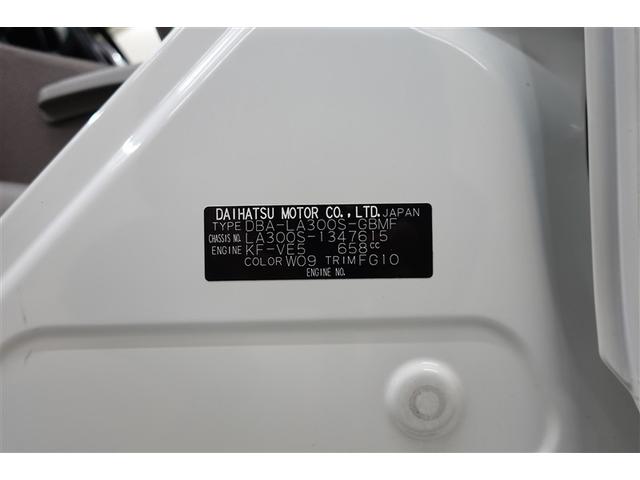 DAIHATSU MOTOR CO.,LTD. JAPAN
TYPE DBA-LA300S-GBMF
CHASSIS NO. LA300S-1347615
ENGINE KF-VE5 658cc
COLOR W09 TRIM FG10
ENGINE NO.